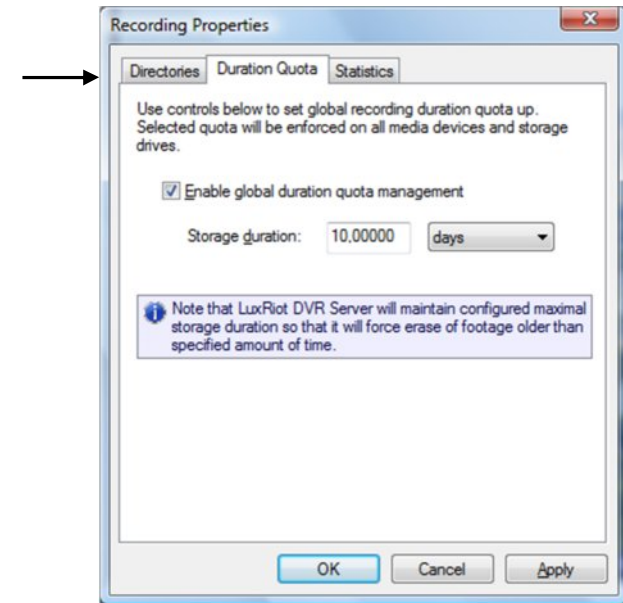 Recording Properties
Directories Duration Quota Statistics
Use controls below to set global recording duration quota up.
Selected quota will be enforced on all media devices and storage
drives.
Enable global duration quota management
Storage duration: 10,00000 days
Note that LuxRiot DVR Server will maintain configured maximal
storage duration so that it will force erase of footage older than
specified amount of time.
OK Cancel Apply